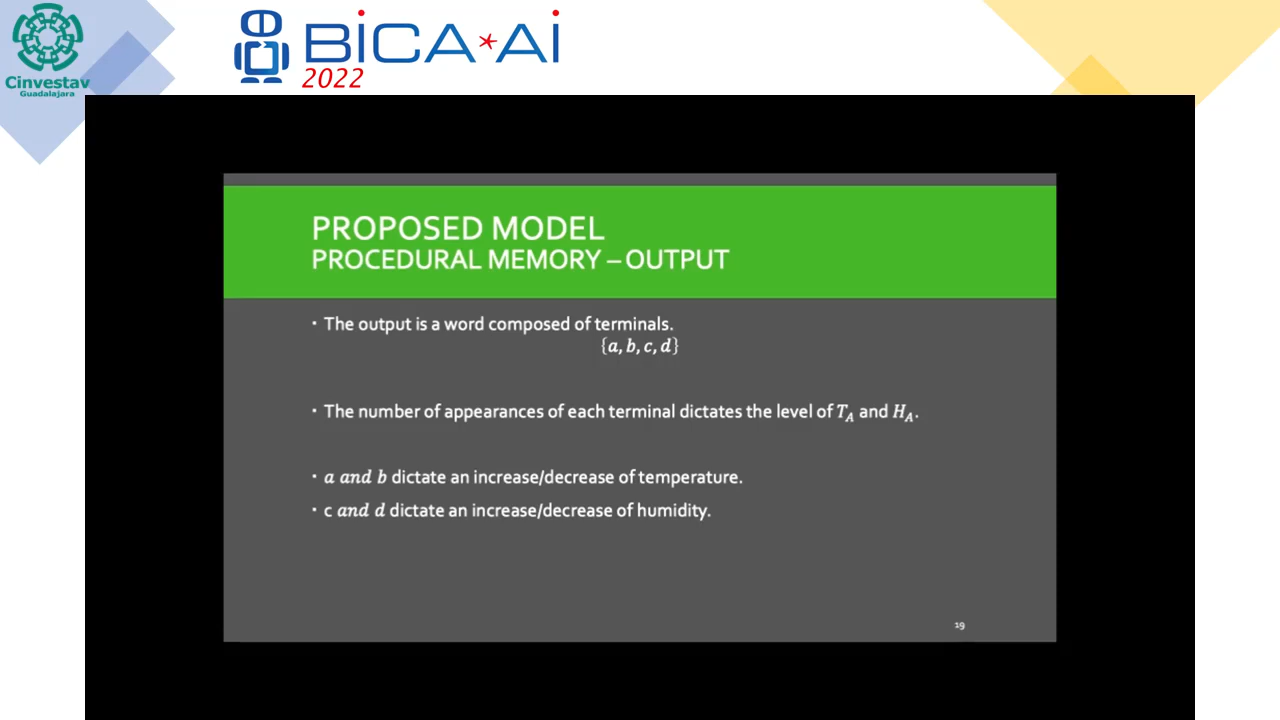 Cinvestav
Guadalajara
BiCA*Ai
2022
PROPOSED MODEL
PROCEDURAL MEMORY – OUTPUT
▪ The output is a word composed of terminals.
{a, b, c, d}
▪ The number of appearances of each terminal dictates the level of T_A and H_A.
▪ a and b dictate an increase/decrease of temperature.
▪ c and d dictate an increase/decrease of humidity.
19